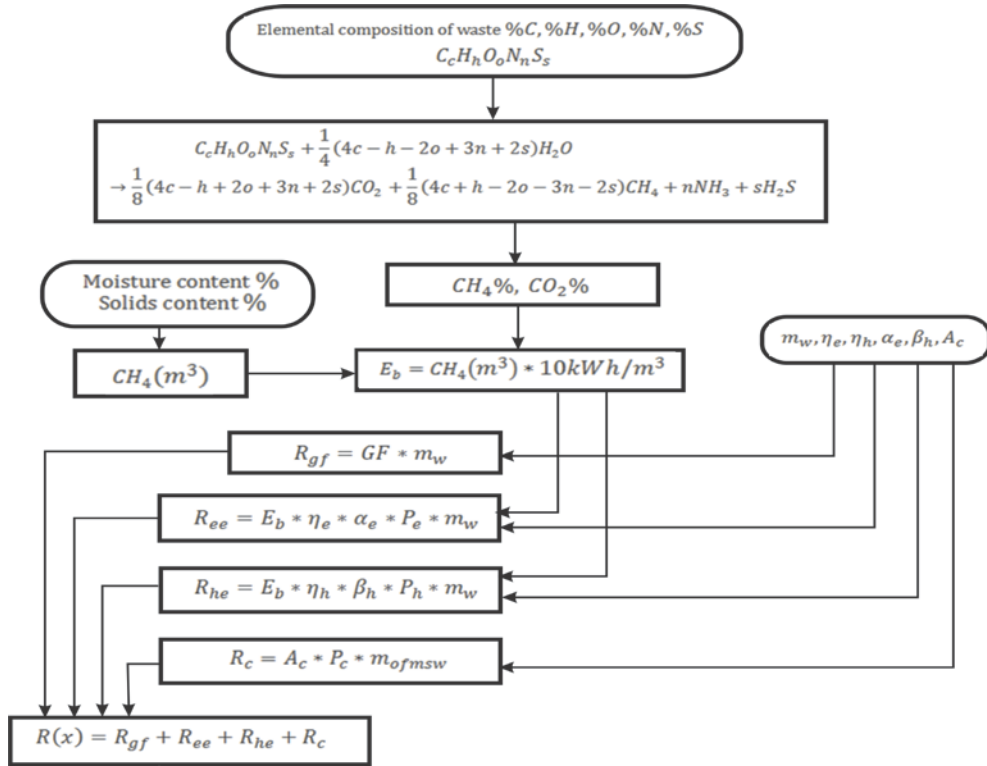 Elemental composition of waste %C, %H, %O, %N, %S
C_cH_hO_oN_nS_s
C_cH_hO_oN_nS_s + 1/4(4c − h − 2o + 3n + 2s)H_2O
→ 1/8(4c − h + 2o + 3n + 2s)CO_2 + 1/8(4c + h − 2o − 3n − 2s)CH_4 + nNH_3 + sH_2S
Moisture content %
Solids content %
CH_4%, CO_2%
m_w, η_e, η_h, α_e, β_h, A_c
CH_4(m^3)
E_b = CH_4(m^3) * 10kWh/m^3
R_gf = GF * m_w
R_ee = E_b * η_e * α_e * P_e * m_w
R_he = E_b * η_h * β_h * P_h * m_w
R_c = A_c * P_c * m_ofmsw
R(x) = R_gf + R_ee + R_he + R_c